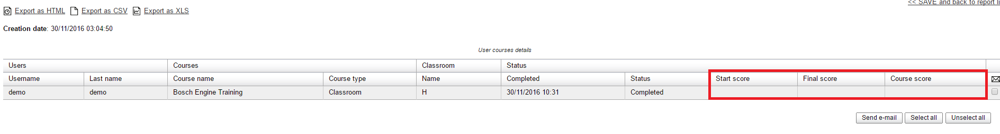 << SAVE and back to report li
Export as HTML Export as CSV Export as XLS
Creation date: 30/11/2016 03:04:50
User courses details
Users Courses Classroom Status
Username Last name Course name Course type Name Completed Status Start score Final score Course score
demo demo Bosch Engine Training Classroom H 30/11/2016 10:31 Completed
Send e-mail Select all Unselect all